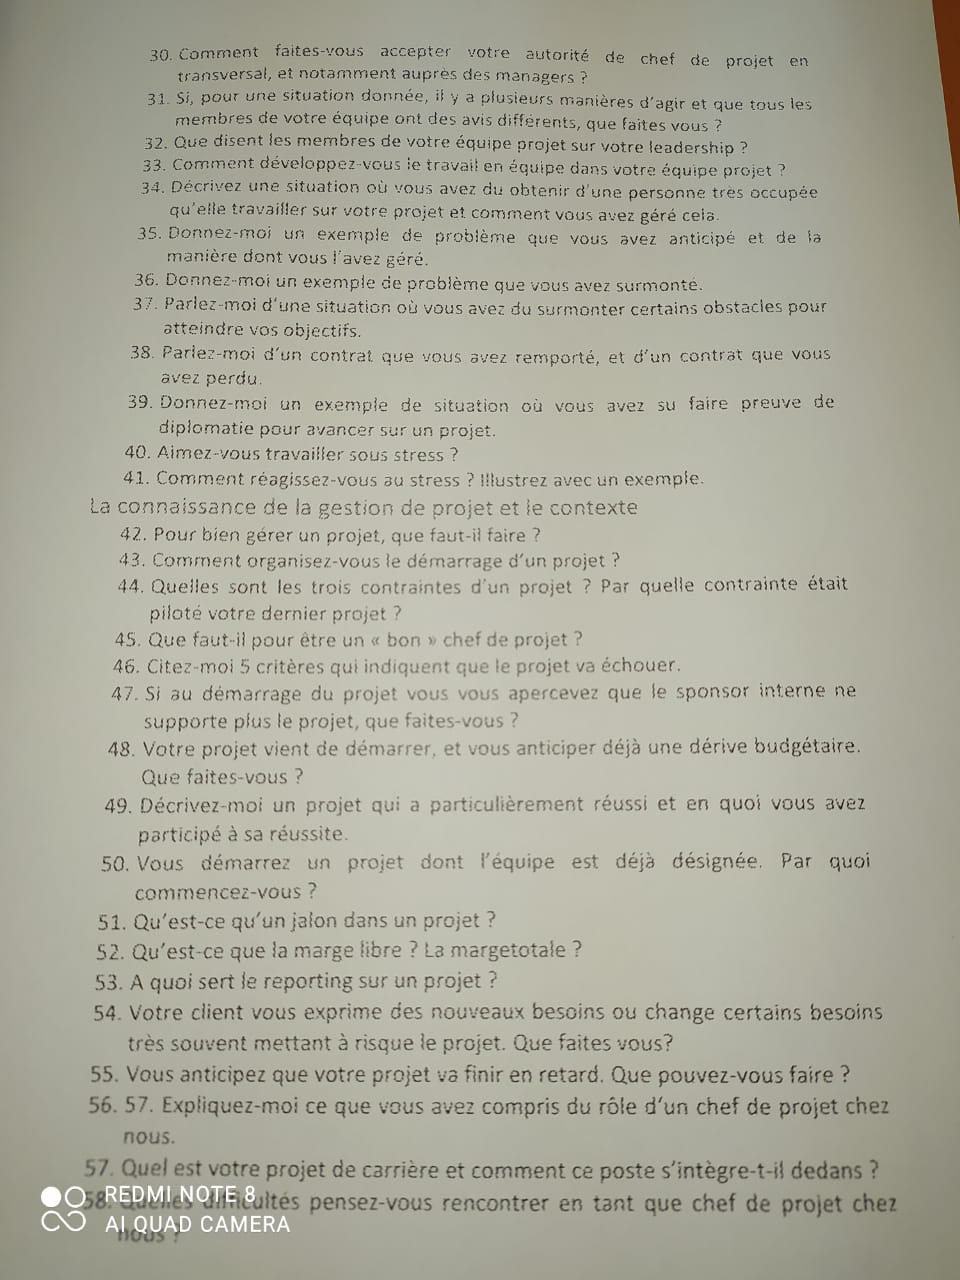 30. Comment faites-vous accepter votre autorité de chef de projet en
transversal, et notamment auprès des managers ?
31. Si, pour une situation donnée, il y a plusieurs manières d'agir et que tous les
membres de votre équipe ont des avis différents, que faites vous ?
32. Que disent les membres de votre équipe projet sur votre leadership ?
33. Comment développez-vous le travail en équipe dans votre équipe projet ?
34. Décrivez une situation où vous avez du obtenir d'une personne très occupée
qu'elle travailler sur votre projet et comment vous avez géré cela.
35. Donnez-moi un exemple de problème que vous avez anticipé et de la
manière dont vous l'avez géré.
36. Donnez-moi un exemple de problème que vous avez surmonté.
37. Parlez-moi d'une situation où vous avez du surmonter certains obstacles pour
atteindre vos objectifs.
38. Parlez-moi d'un contrat que vous avez remporté, et d'un contrat que vous
avez perdu.
39. Donnez-moi un exemple de situation où vous avez su faire preuve de
diplomatie pour avancer sur un projet.
40. Aimez-vous travailler sous stress ?
41. Comment réagissez-vous au stress ? Illustrez avec un exemple.
La connaissance de la gestion de projet et le contexte
42. Pour bien gérer un projet, que faut-il faire ?
43. Comment organisez-vous le démarrage d'un projet ?
44. Quelles sont les trois contraintes d'un projet ? Par quelle contrainte était
piloté votre dernier projet ?
45. Que faut-il pour être un « bon » chef de projet ?
46. Citez-moi 5 critères qui indiquent que le projet va échouer.
47. Si au démarrage du projet vous vous apercevez que le sponsor interne ne
supporte plus le projet, que faites-vous ?
48. Votre projet vient de démarrer, et vous anticiper déjà une dérive budgétaire.
Que faites-vous ?
49. Décrivez-moi un projet qui a particulièrement réussi et en quoi vous avez
participé à sa réussite.
50. Vous démarrez un projet dont l'équipe est déjà désignée. Par quoi
commencez-vous ?
51. Qu'est-ce qu'un jalon dans un projet ?
52. Qu'est-ce que la marge libre ? La margetotale ?
53. A quoi sert le reporting sur un projet ?
54. Votre client vous exprime des nouveaux besoins ou change certains besoins
très souvent mettant à risque le projet. Que faites vous?
55. Vous anticipez que votre projet va finir en retard. Que pouvez-vous faire ?
56. 57. Expliquez-moi ce que vous avez compris du rôle d'un chef de projet chez
nous.
57. Quel est votre projet de carrière et comment ce poste s'intègre-t-il dedans ?
58. Quelles difficultés pensez-vous rencontrer en tant que chef de projet chez
nous ?
REDMI NOTE 8
AI QUAD CAMERA